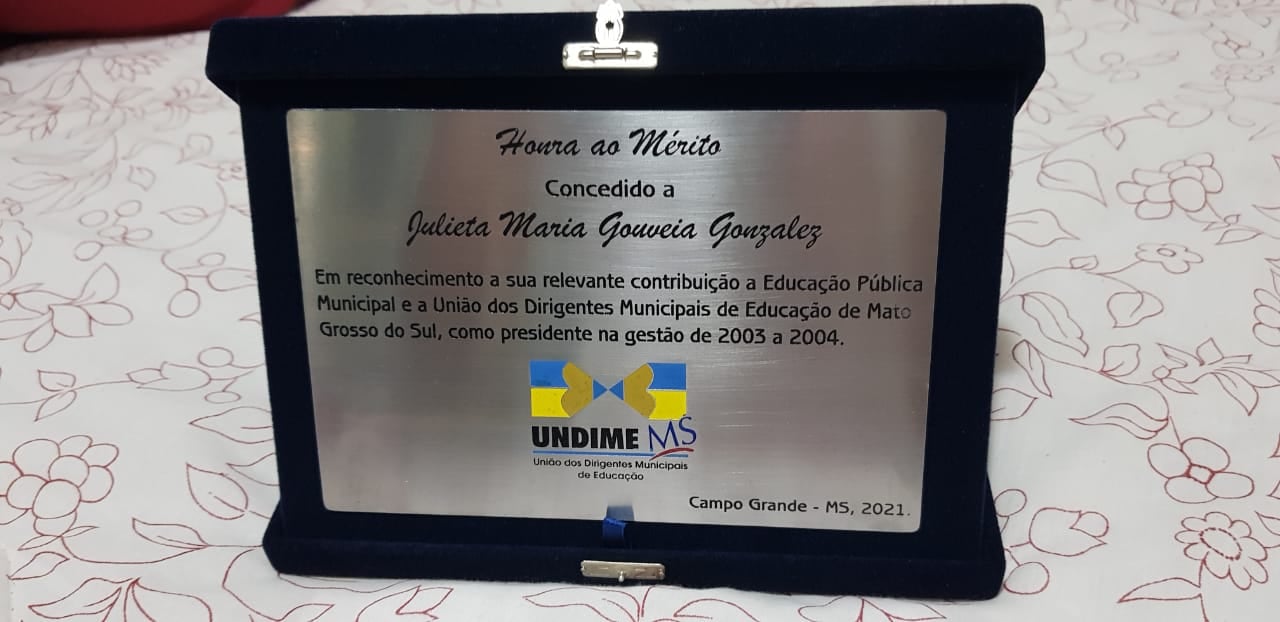 Honra ao Mérito
Concedido a
Julieta Maria Gouveia Gonzalez
Em reconhecimento a sua relevante contribuição a Educação Pública
Municipal e a União dos Dirigentes Municipais de Educação de Mato
Grosso do Sul, como presidente na gestão de 2003 a 2004.
UNDIME MS
União dos Dirigentes Municipais
de Educação
Campo Grande - MS, 2021.